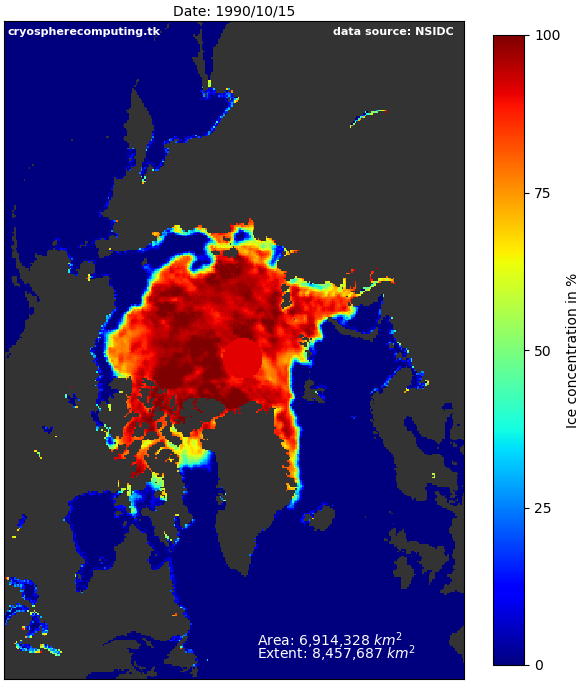 Date: 1990/10/15
cryospherecomputing.tk data source: NSIDC
100
75
50
25
0
Ice concentration in %
Area: 6,914,328 km²
Extent: 8,457,687 km²